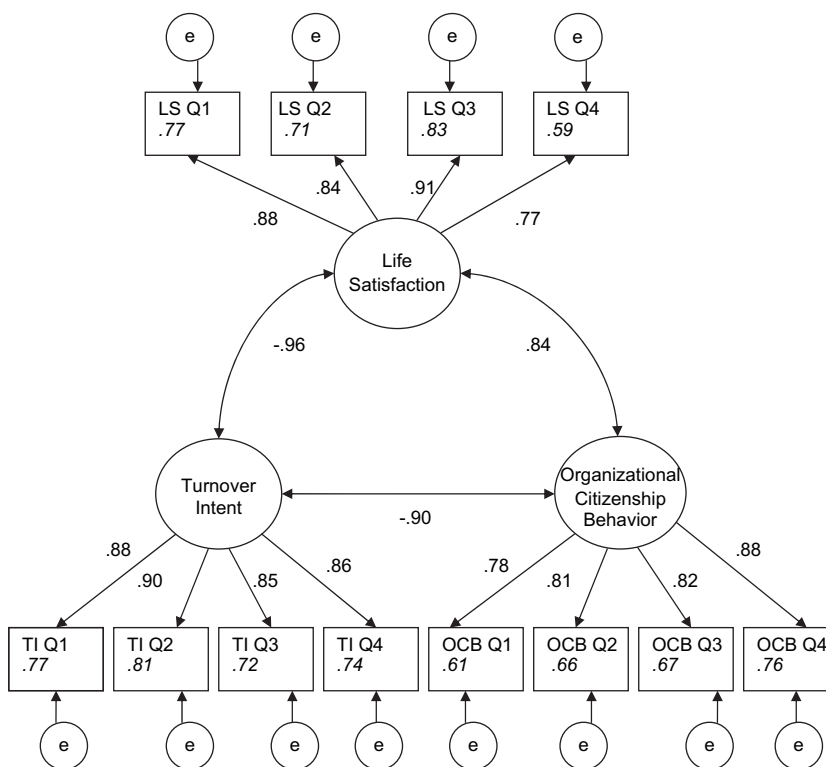 e e e e
LS Q1 LS Q2 LS Q3 LS Q4
.77 .71 .83 .59
.88 .84 .91 .77
Life
Satisfaction
-.96 .84
Turnover
Intent
Organizational
Citizenship
Behavior
-.90
.88 .90 .85 .86 .78 .81 .82 .88
TI Q1 TI Q2 TI Q3 TI Q4 OCB Q1 OCB Q2 OCB Q3 OCB Q4
.77 .81 .72 .74 .61 .66 .67 .76
e e e e e e e e